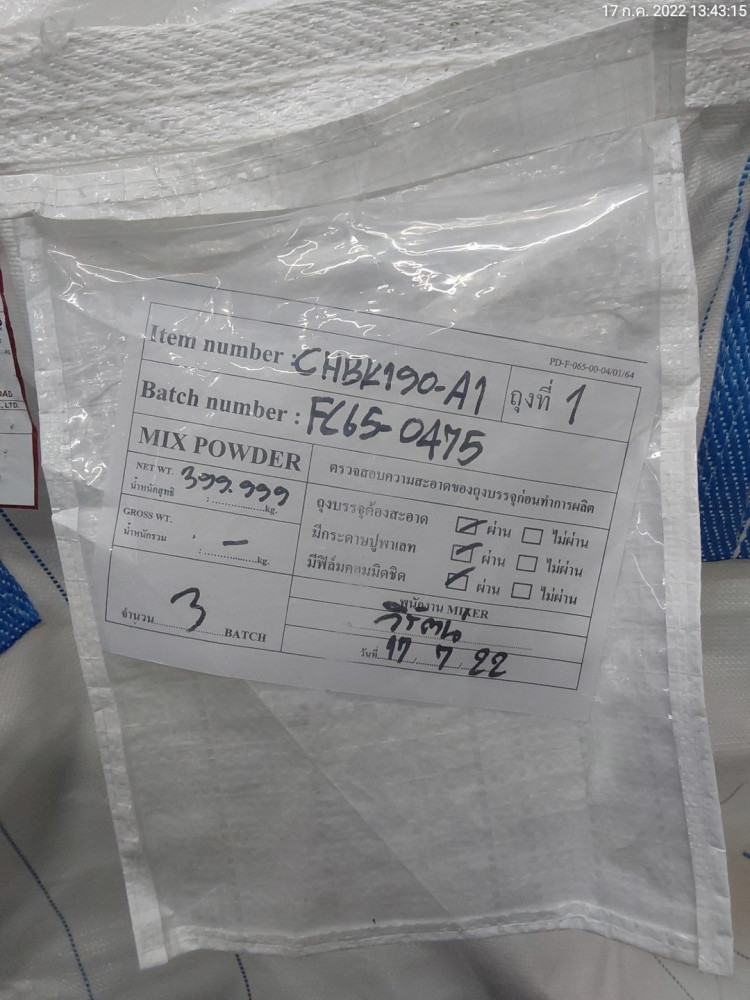 17 ก.ค. 2022 13:43:15
PD-F-065-00-04/01/64
Item number : CHBK190-A1 ถุงที่ 1
Batch number : FC65-0475
MIX POWDER
ตรวจสอบความสะอาดของถุงบรรจุก่อนทำการผลิต
NET WT.
น้ำหนักสุทธิ : 399.999 kg.
ถุงบรรจุต้องสะอาด ผ่าน ไม่ผ่าน
GROSS WT.
น้ำหนักรวม : - kg.
มีกระดาษปูพาเลท ผ่าน ไม่ผ่าน
มีฟิล์มคอมมิดชิด ผ่าน ไม่ผ่าน
จำนวน 3 BATCH
พนักงาน MIXER
วันที่ 17 / 7 / 22
OAD
., LTD.